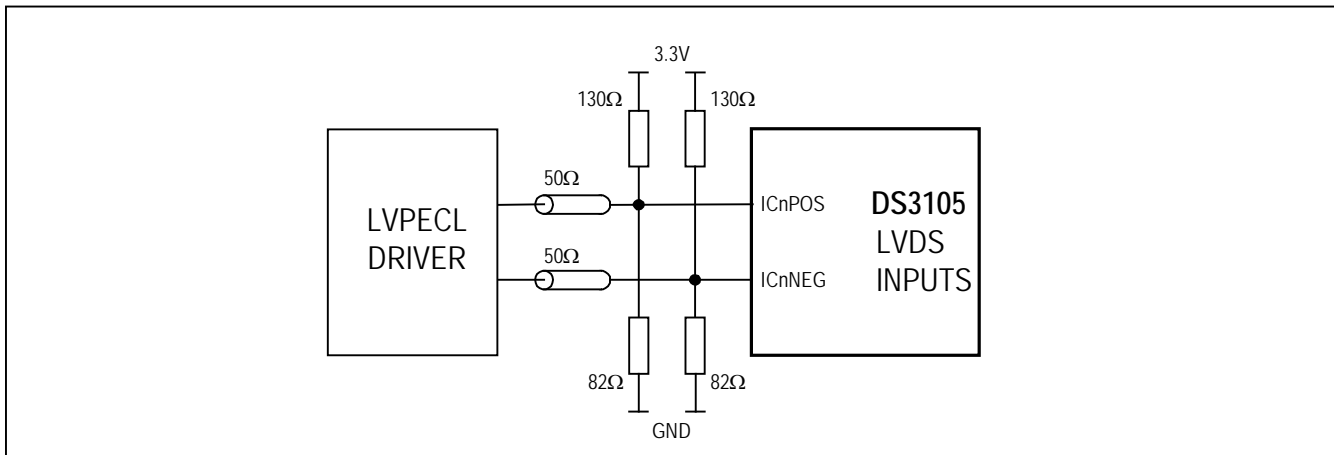 3.3V
130Ω
130Ω
50Ω
ICnPOS
DS3105
LVPECL
LVDS
DRIVER
50Ω
INPUTS
ICnNEG
82Ω
82Ω
GND